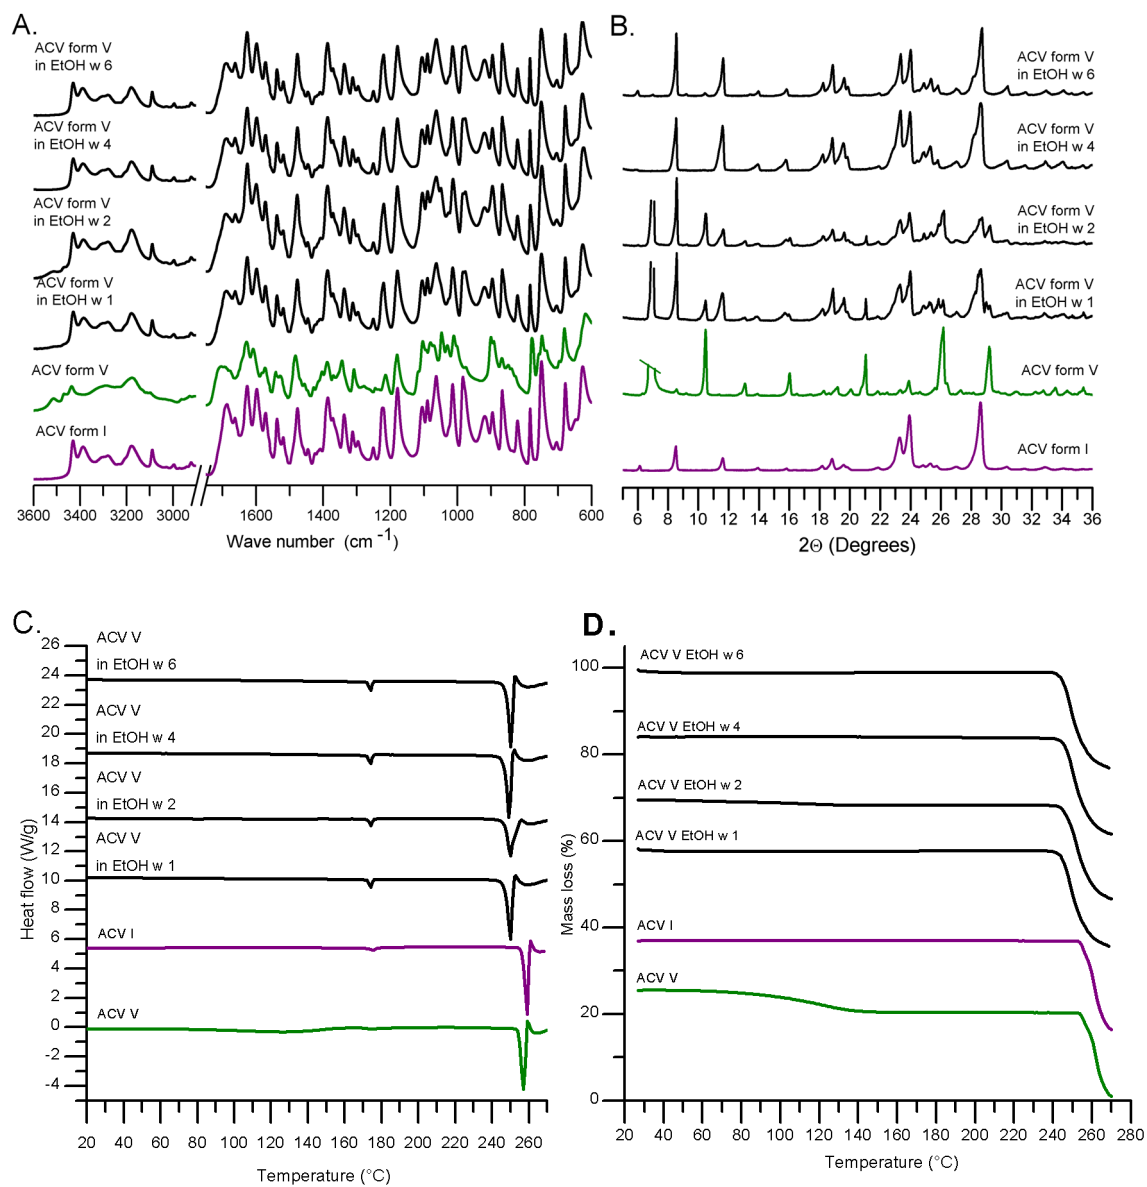 A.
ACV form V
in EtOH w 6
ACV form V
in EtOH w 4
ACV form V
in EtOH w 2
ACV form V
in EtOH w 1
ACV form V
ACV form I
3600 3400 3200 3000 1600 1400 1200 1000 800 600
Wave number (cm -1)
B.
ACV form V
in EtOH w 6
ACV form V
in EtOH w 4
ACV form V
in EtOH w 2
ACV form V
in EtOH w 1
ACV form V
ACV form I
6 8 10 12 14 16 18 20 22 24 26 28 30 32 34 36
2Θ (Degrees)
C.
26
24
22
20
18
16
14
12
10
8
6
4
2
0
-2
-4
Heat flow (W/g)
ACV V
in EtOH w 6
ACV V
in EtOH w 4
ACV V
in EtOH w 2
ACV V
in EtOH w 1
ACV I
ACV V
20 40 60 80 100 120 140 160 180 200 220 240 260
Temperature (°C)
D.
100
80
60
40
20
0
Mass loss (%)
ACV V EtOH w 6
ACV V EtOH w 4
ACV V EtOH w 2
ACV V EtOH w 1
ACV I
ACV V
20 40 60 80 100 120 140 160 180 200 220 240 260 280
Temperature (°C)